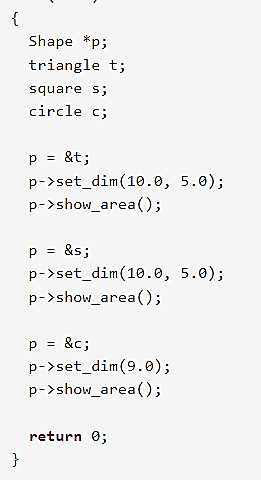 {
Shape *p;
triangle t;
square s;
circle c;
p = &t;
p->set_dim(10.0, 5.0);
p->show_area();
p = &s;
p->set_dim(10.0, 5.0);
p->show_area();
p = &c;
p->set_dim(9.0);
p->show_area();
return 0;
}